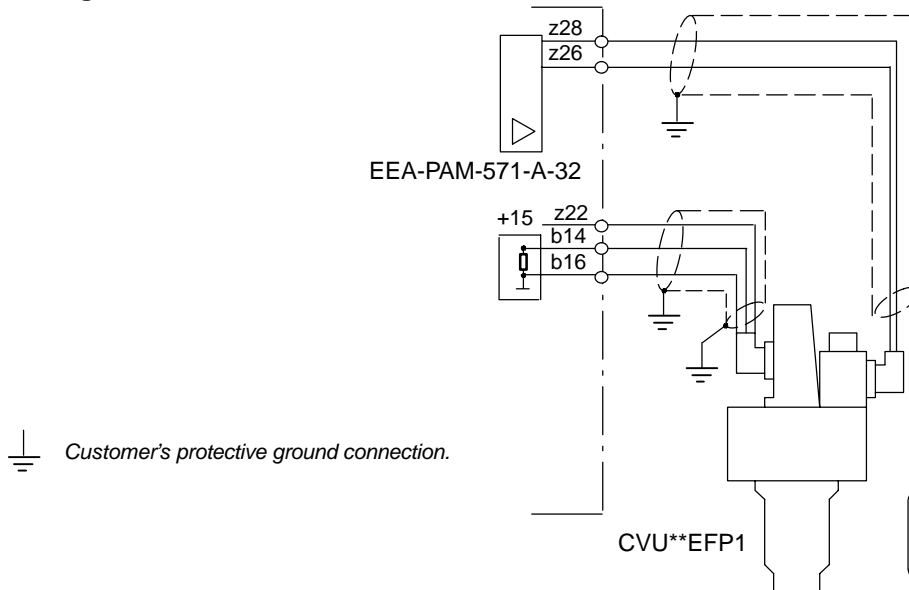 z28
z26
EEA-PAM-571-A-32
+15
z22
b14
b16
Customer's protective ground connection.
CVU**EFP1